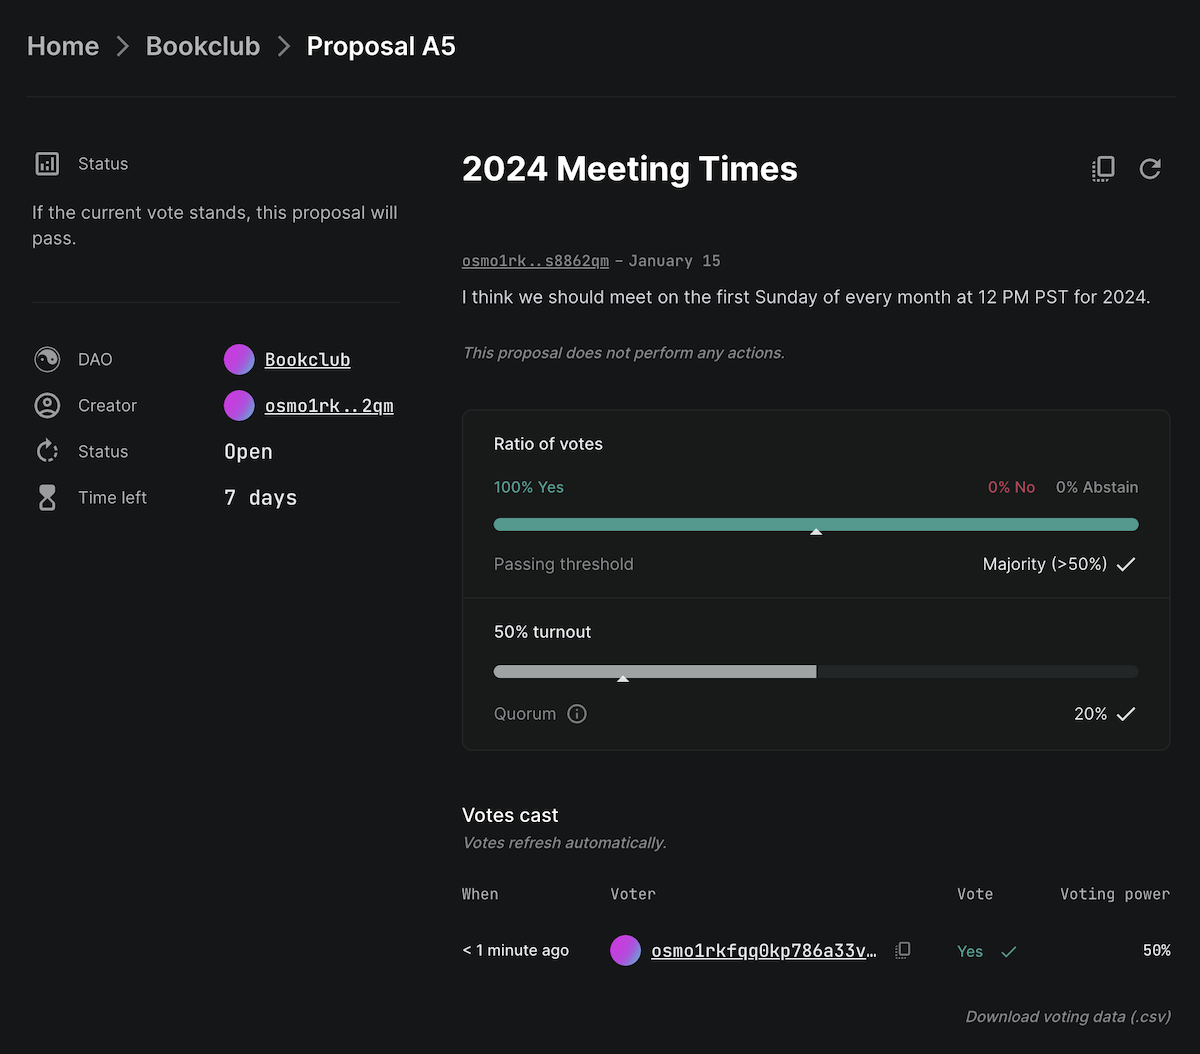 Home > Bookclub > Proposal A5
Status
If the current vote stands, this proposal will
pass.
DAO Bookclub
Creator osmo1rk..2qm
Status Open
Time left 7 days
2024 Meeting Times
osmo1rk..s8862qm – January 15
I think we should meet on the first Sunday of every month at 12 PM PST for 2024.
This proposal does not perform any actions.
Ratio of votes
100% Yes 0% No 0% Abstain
Passing threshold Majority (>50%)
50% turnout
Quorum 20%
Votes cast
Votes refresh automatically.
When Voter Vote Voting power
< 1 minute ago osmo1rkfqq0kp786a33v… Yes 50%
Download voting data (.csv)